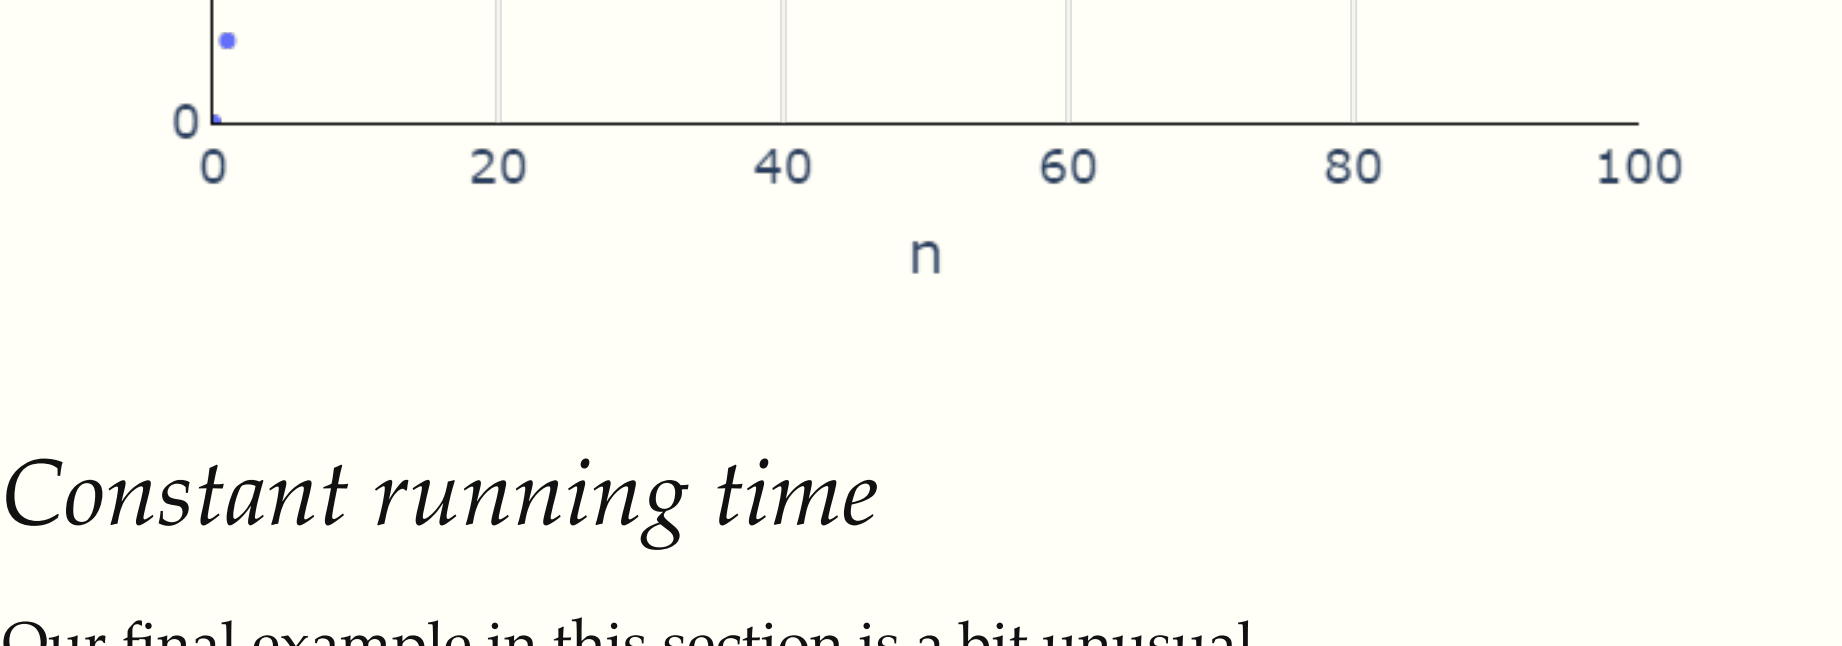 0
0 20 40 60 80 100
n
Constant running time
Our final example in this section is a bit unusual.